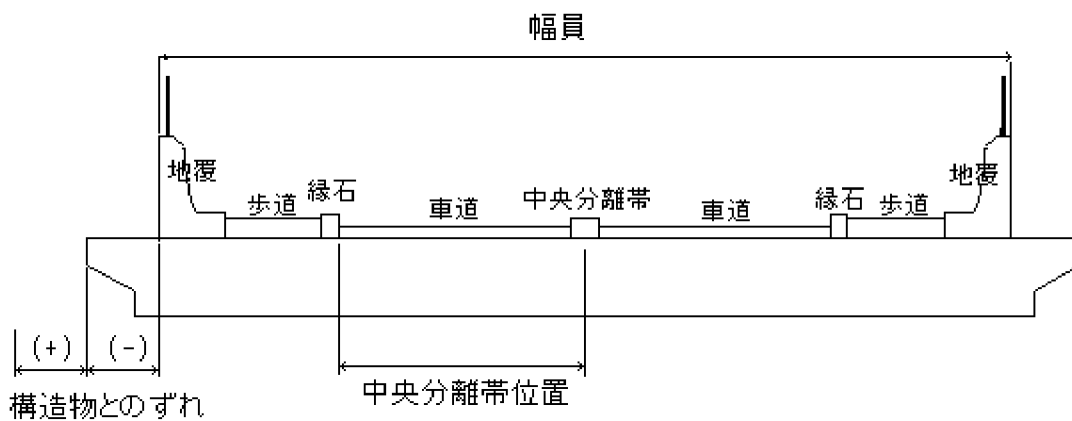 幅員
地覆
歩道
縁石
車道
中央分離帯
車道
縁石
歩道
地覆
(+)
(-)
構造物とのずれ
中央分離帯位置